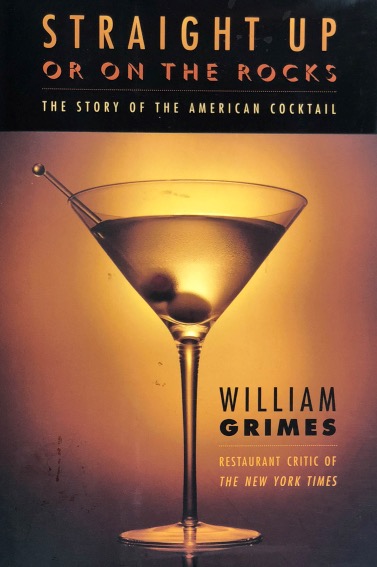 STRAIGHT UP
OR ON THE ROCKS
THE STORY OF THE AMERICAN COCKTAIL
WILLIAM
GRIMES
RESTAURANT CRITIC OF
THE NEW YORK TIMES